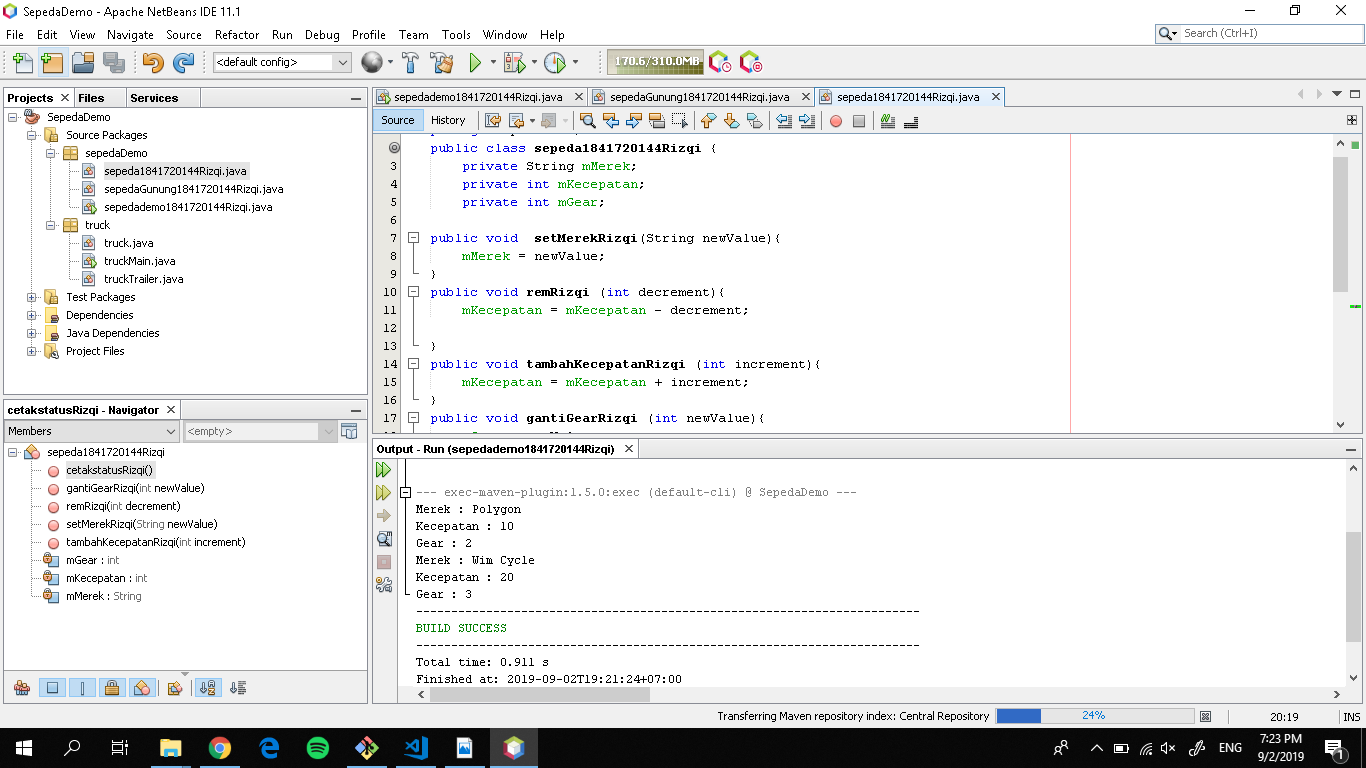 SepedaDemo - Apache NetBeans IDE 11.1
File Edit View Navigate Source Refactor Run Debug Profile Team Tools Window Help
Search (Ctrl+I)
<default config>
170.6/310.0MB
Projects Files Services
SepedaDemo
Source Packages
sepedaDemo
sepeda1841720144Rizqi.java
sepedaGunung1841720144Rizqi.java
sepedademo1841720144Rizqi.java
truck
truck.java
truckMain.java
truckTrailer.java
Test Packages
Dependencies
Java Dependencies
Project Files
cetakstatusRizqi - Navigator
Members <empty>
sepeda1841720144Rizqi
cetakstatusRizqi()
gantiGearRizqi(int newValue)
remRizqi(int decrement)
setMerekRizqi(String newValue)
tambahKecepatanRizqi(int increment)
mGear : int
mKecepatan : int
mMerek : String
sepedademo1841720144Rizqi.java sepedaGunung1841720144Rizqi.java sepeda1841720144Rizqi.java
Source History
public class sepeda1841720144Rizqi {
3 private String mMerek;
4 private int mKecepatan;
5 private int mGear;
6
7 public void  setMerekRizqi(String newValue){
8 mMerek = newValue;
9 }
10 public void remRizqi (int decrement){
11 mKecepatan = mKecepatan - decrement;
12
13 }
14 public void tambahKecepatanRizqi (int increment){
15 mKecepatan = mKecepatan + increment;
16 }
17 public void gantiGearRizqi (int newValue){
Output - Run (sepedademo1841720144Rizqi)
--- exec-maven-plugin:1.5.0:exec (default-cli) @ SepedaDemo ---
Merek : Polygon
Kecepatan : 10
Gear : 2
Merek : Wim Cycle
Kecepatan : 20
Gear : 3
------------------------------------------------------------------------
BUILD SUCCESS
------------------------------------------------------------------------
Total time: 0.911 s
Finished at: 2019-09-02T19:21:24+07:00
Transferring Maven repository index: Central Repository 24% 20:19 INS
ENG
7:23 PM
9/2/2019
1